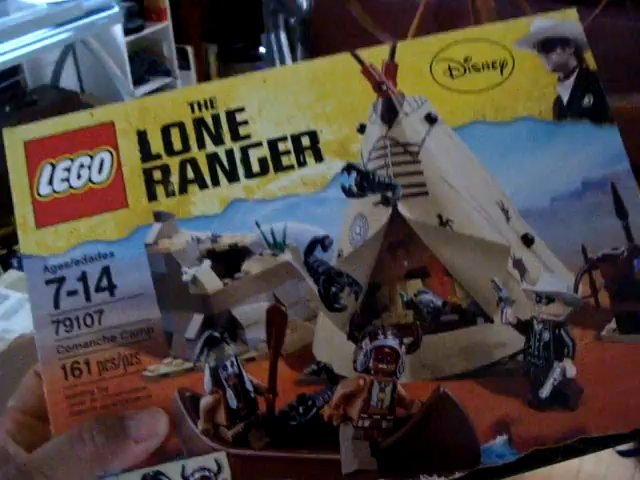 THE
LONE
RANGER
Disney
LEGO
Ages/edades
7-14
79107
Comanche Camp
161 pcs/pzs